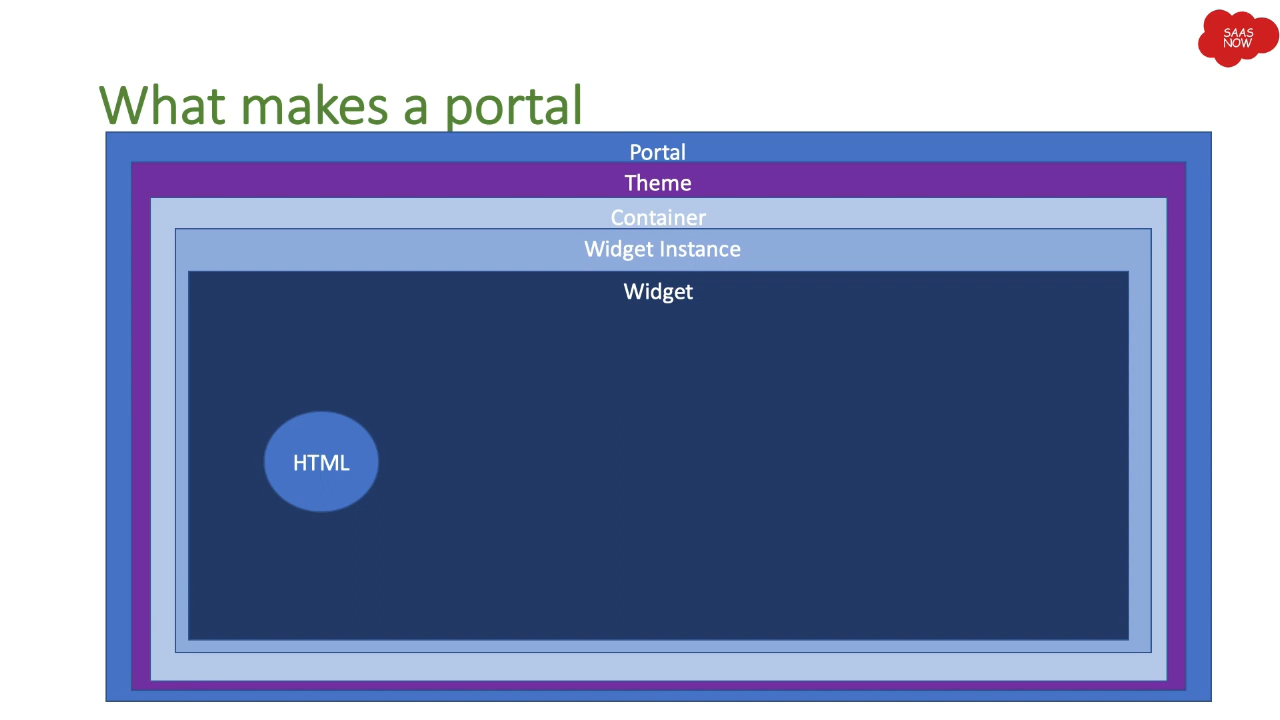 SAAS
NOW
What makes a portal
Portal
Theme
Container
Widget Instance
Widget
HTML